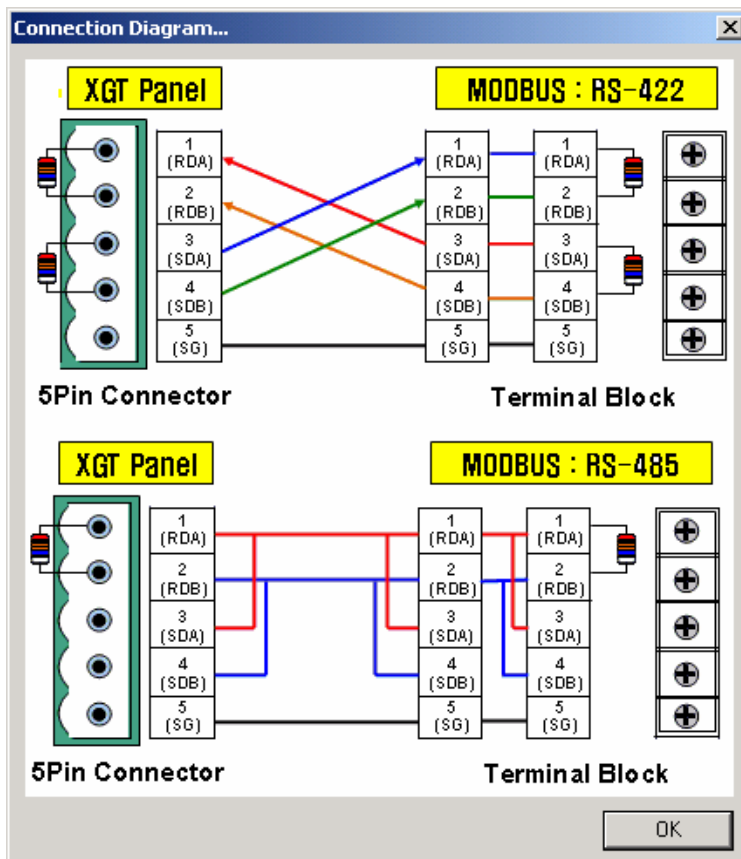 Connection Diagram...
XGT Panel
MODBUS : RS-422
1
(RDA)
2
(RDB)
3
(SDA)
4
(SDB)
5
(SG)
1
(RDA)
2
(RDB)
3
(SDA)
4
(SDB)
5
(SG)
1
(RDA)
2
(RDB)
3
(SDA)
4
(SDB)
5
(SG)
5Pin Connector
Terminal Block
XGT Panel
MODBUS : RS-485
1
(RDA)
2
(RDB)
3
(SDA)
4
(SDB)
5
(SG)
1
(RDA)
2
(RDB)
3
(SDA)
4
(SDB)
5
(SG)
1
(RDA)
2
(RDB)
3
(SDA)
4
(SDB)
5
(SG)
5Pin Connector
Terminal Block
OK